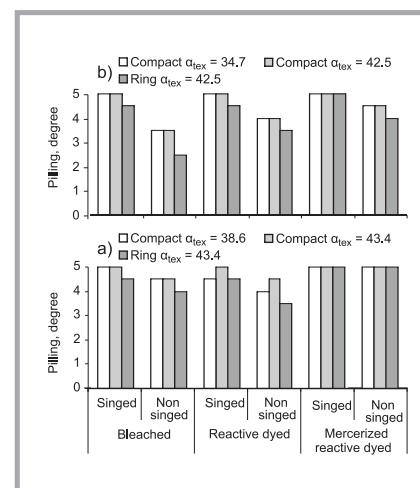 b)
Compact αtex = 34.7 Compact αtex = 42.5
Ring αtex = 42.5
Pilling, degree
5
4
3
2
1
0
a)
Compact αtex = 38.6 Compact αtex = 43.4
Ring αtex = 43.4
Pilling, degree
5
4
3
2
1
0
Singed Non singed Singed Non singed Singed Non singed
Bleached Reactive dyed Mercerized
reactive dyed